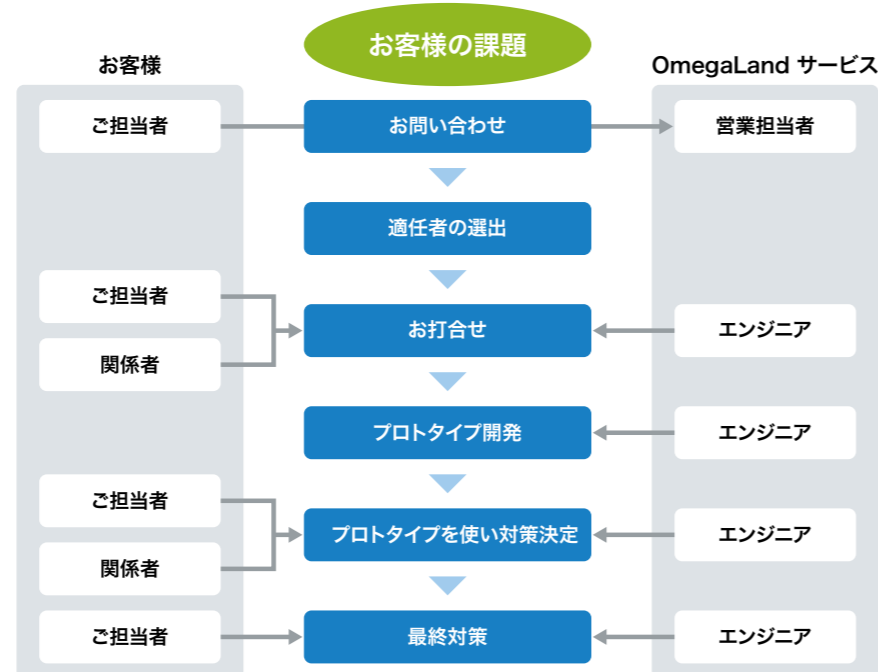 お客様の課題
お客様
OmegaLand サービス
ご担当者
お問い合わせ
営業担当者
適任者の選出
ご担当者
関係者
お打合せ
エンジニア
プロトタイプ開発
エンジニア
ご担当者
関係者
プロトタイプを使い対策決定
エンジニア
ご担当者
最終対策
エンジニア